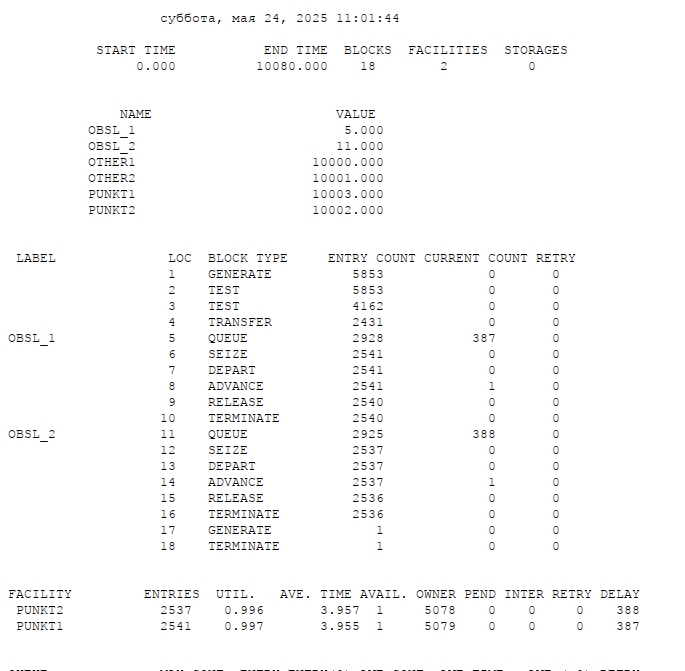 суббота, мая 24, 2025 11:01:44
START TIME END TIME BLOCKS FACILITIES STORAGES
0.000 10080.000 18 2 0
NAME VALUE
OBSL_1 5.000
OBSL_2 11.000
OTHER1 10000.000
OTHER2 10001.000
PUNKT1 10003.000
PUNKT2 10002.000
LABEL LOC BLOCK TYPE ENTRY COUNT CURRENT COUNT RETRY
1 GENERATE 5853 0 0
2 TEST 5853 0 0
3 TEST 4162 0 0
4 TRANSFER 2431 0 0
OBSL_1 5 QUEUE 2928 387 0
6 SEIZE 2541 0 0
7 DEPART 2541 0 0
8 ADVANCE 2541 1 0
9 RELEASE 2540 0 0
10 TERMINATE 2540 0 0
OBSL_2 11 QUEUE 2925 388 0
12 SEIZE 2537 0 0
13 DEPART 2537 0 0
14 ADVANCE 2537 1 0
15 RELEASE 2536 0 0
16 TERMINATE 2536 0 0
17 GENERATE 1 0 0
18 TERMINATE 1 0 0
FACILITY ENTRIES UTIL. AVE. TIME AVAIL. OWNER PEND INTER RETRY DELAY
PUNKT2 2537 0.996 3.957 1 5078 0 0 0 388
PUNKT1 2541 0.997 3.955 1 5079 0 0 0 387